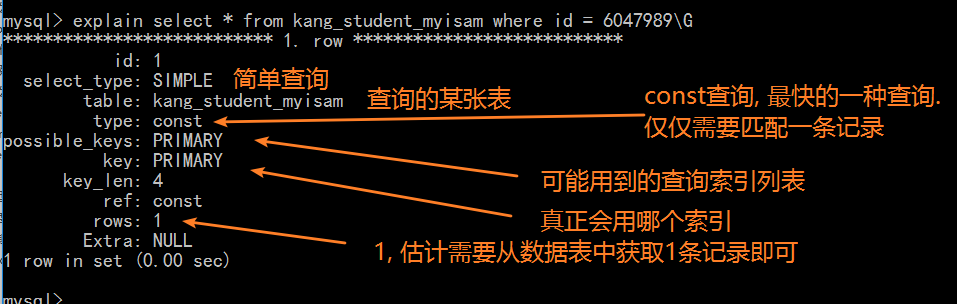 mysql> explain select * from kang_student_myisam where id = 6047989\G
*************************** 1. row ***************************
id: 1
select_type: SIMPLE 简单查询
table: kang_student_myisam 查询的某张表
type: const
const查询, 最快的一种查询.
仅仅需要匹配一条记录
possible_keys: PRIMARY
可能用到的查询索引列表
key: PRIMARY
真正会用哪个索引
key_len: 4
ref: const
rows: 1
1, 估计需要从数据表中获取1条记录即可
Extra: NULL
1 row in set (0.00 sec)
mysql>